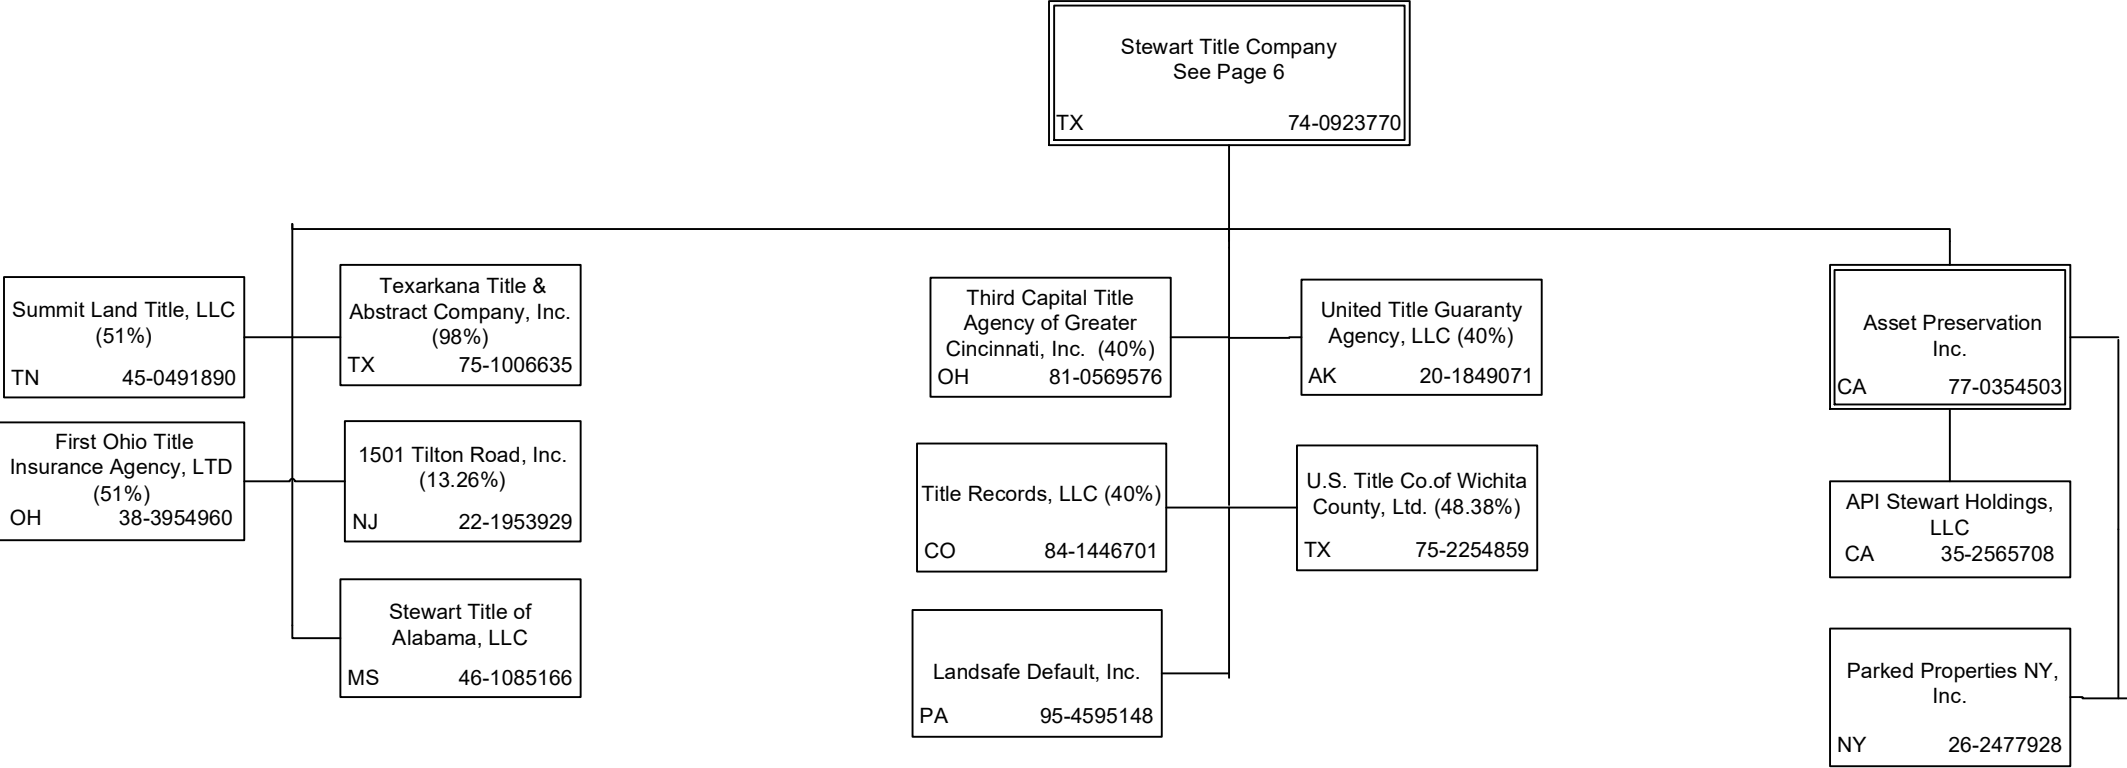 Stewart Title Company
See Page 6
TX 74-0923770
Summit Land Title, LLC
(51%)
TN 45-0491890
Texarkana Title &
Abstract Company, Inc.
(98%)
TX 75-1006635
First Ohio Title
Insurance Agency, LTD
(51%)
OH 38-3954960
1501 Tilton Road, Inc.
(13.26%)
NJ 22-1953929
Stewart Title of
Alabama, LLC
MS 46-1085166
Third Capital Title
Agency of Greater
Cincinnati, Inc. (40%)
OH 81-0569576
United Title Guaranty
Agency, LLC (40%)
AK 20-1849071
Title Records, LLC (40%)
CO 84-1446701
U.S. Title Co.of Wichita
County, Ltd. (48.38%)
TX 75-2254859
Landsafe Default, Inc.
PA 95-4595148
Asset Preservation
Inc.
CA 77-0354503
API Stewart Holdings,
LLC
CA 35-2565708
Parked Properties NY,
Inc.
NY 26-2477928